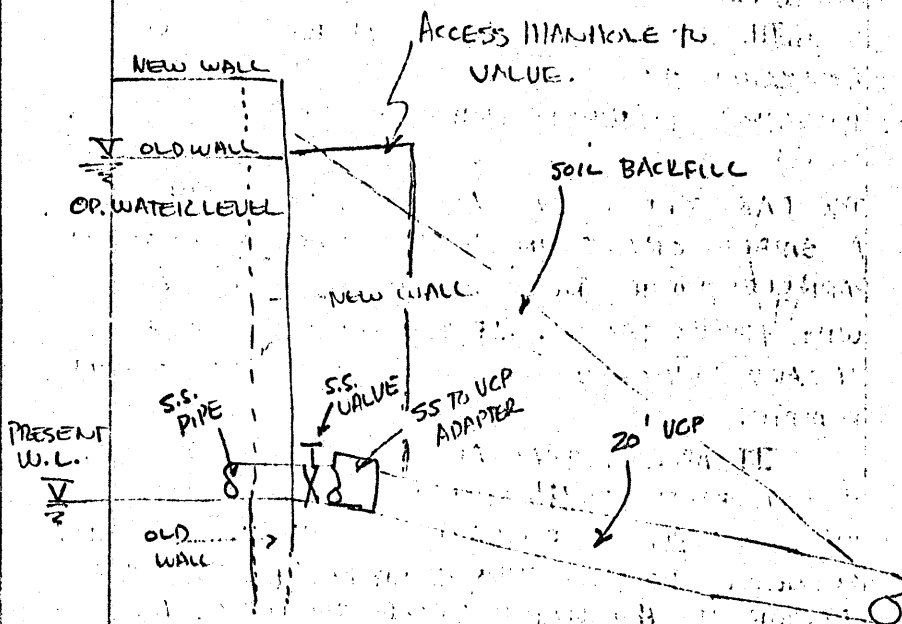 ACCESS MANHOLE TO
VALVE.
NEW WALL
OLD WALL
OP. WATER LEVEL
SOIL BACKFILL
NEW WALL
S.S.
PIPE
S.S.
VALVE
SS TO VCP
ADAPTER
20' VCP
PRESENT
W.L.
OLD
WALL